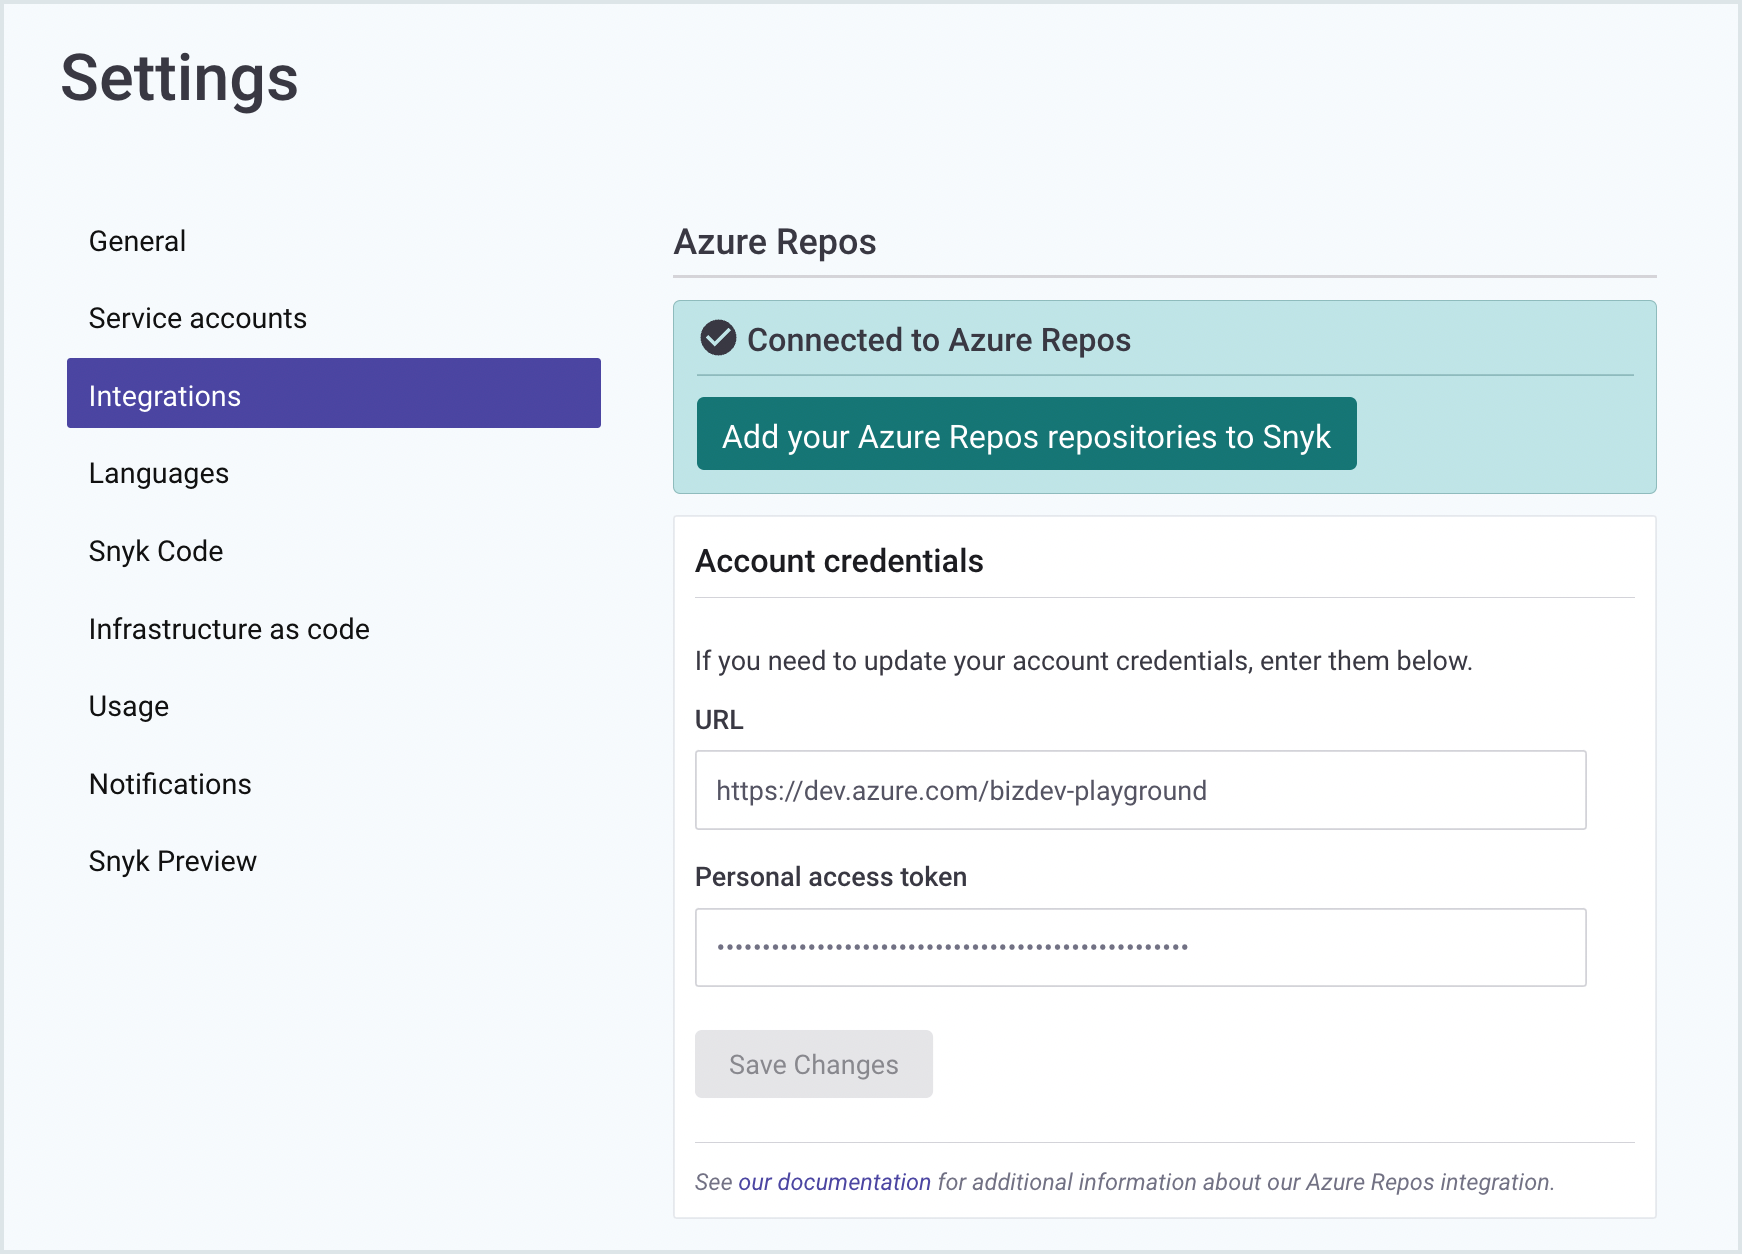 Settings
General
Service accounts
Integrations
Languages
Snyk Code
Infrastructure as code
Usage
Notifications
Snyk Preview
Azure Repos
Connected to Azure Repos
Add your Azure Repos repositories to Snyk
Account credentials
If you need to update your account credentials, enter them below.
URL
https://dev.azure.com/bizdev-playground
Personal access token
••••••••••••••••••••••••••••••••••••••••••••••••••••
Save Changes
See our documentation for additional information about our Azure Repos integration.